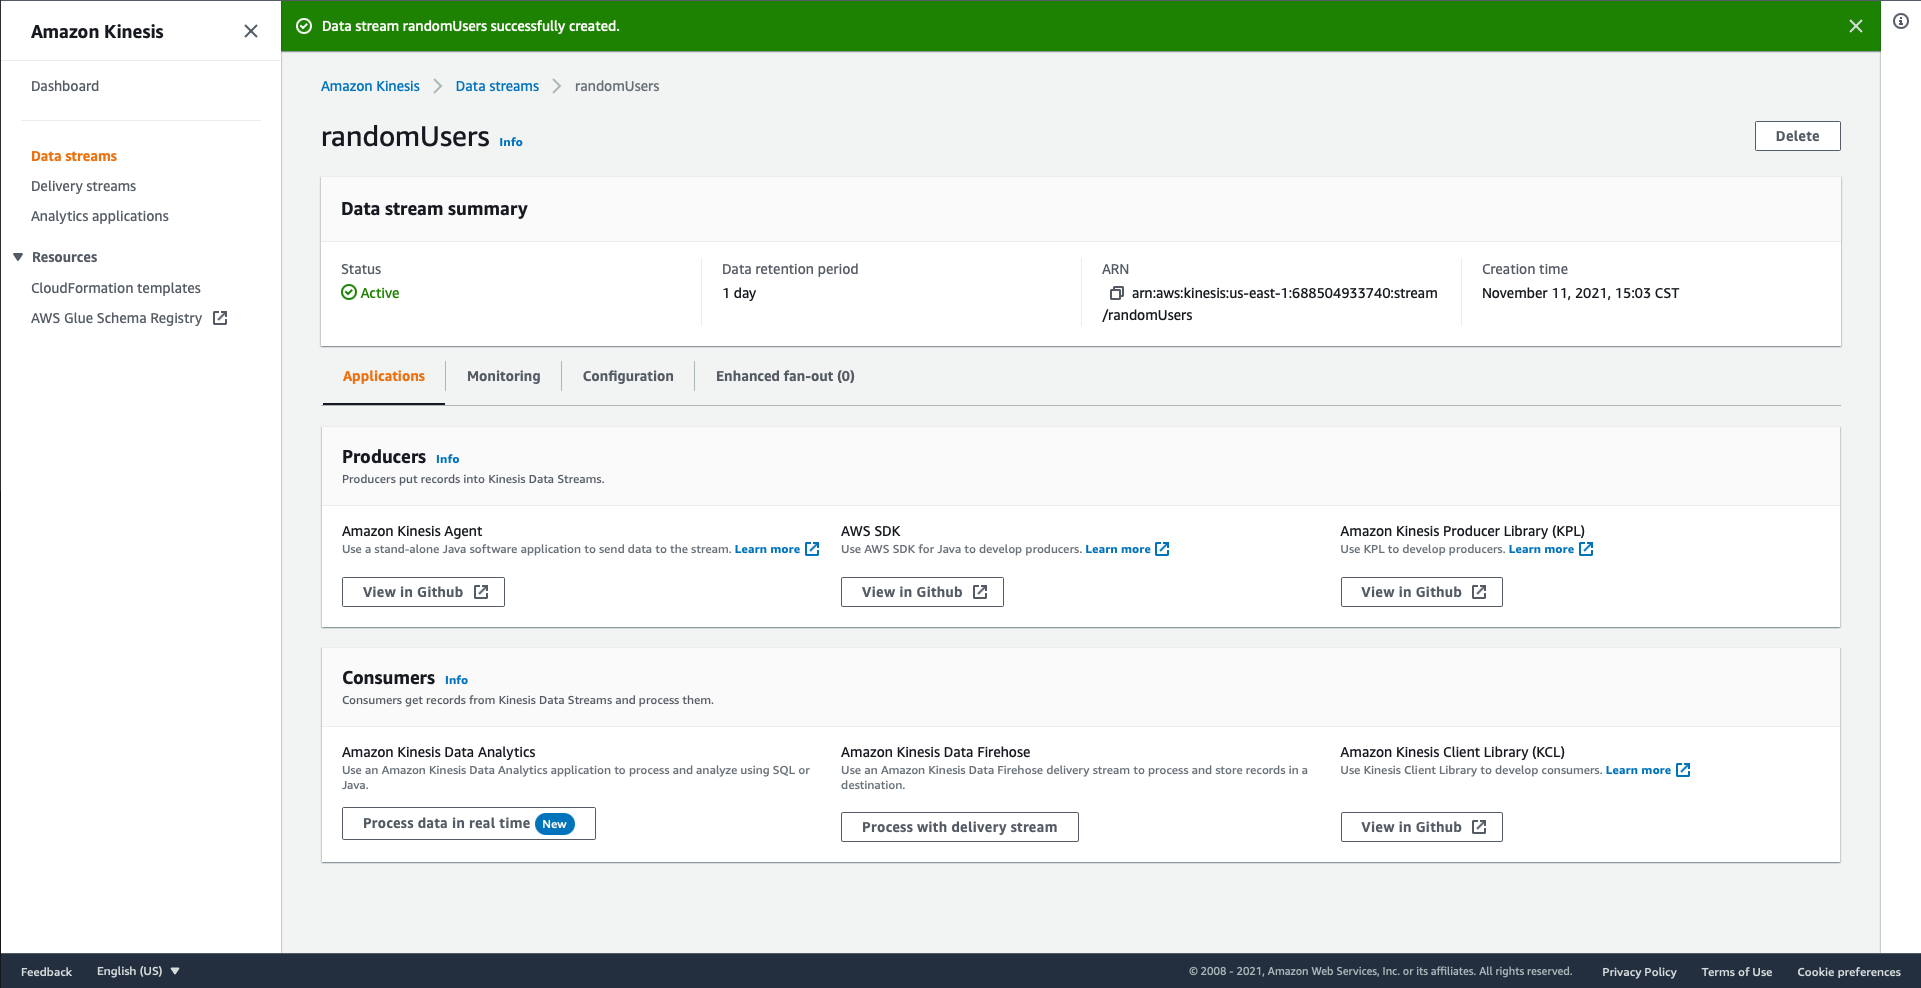 Amazon Kinesis
Dashboard
Data streams
Delivery streams
Analytics applications
Resources
CloudFormation templates
AWS Glue Schema Registry
Data stream randomUsers successfully created.
Amazon Kinesis
Data streams
randomUsers
randomUsers Info
Delete
Data stream summary
Status
Active
Data retention period
1 day
ARN
arn:aws:kinesis:us-east-1:688504933740:stream
/randomUsers
Creation time
November 11, 2021, 15:03 CST
Applications
Monitoring
Configuration
Enhanced fan-out (0)
Producers Info
Producers put records into Kinesis Data Streams.
Amazon Kinesis Agent
Use a stand-alone Java software application to send data to the stream. Learn more
View in Github
AWS SDK
Use AWS SDK for Java to develop producers. Learn more
View in Github
Amazon Kinesis Producer Library (KPL)
Use KPL to develop producers. Learn more
View in Github
Consumers Info
Consumers get records from Kinesis Data Streams and process them.
Amazon Kinesis Data Analytics
Use an Amazon Kinesis Data Analytics application to process and analyze using SQL or
Java.
Process data in real time New
Amazon Kinesis Data Firehose
Use an Amazon Kinesis Data Firehose delivery stream to process and store records in a
destination.
Process with delivery stream
Amazon Kinesis Client Library (KCL)
Use Kinesis Client Library to develop consumers. Learn more
View in Github
Feedback
English (US)
© 2008 - 2021, Amazon Web Services, Inc. or its affiliates. All rights reserved.
Privacy Policy
Terms of Use
Cookie preferences